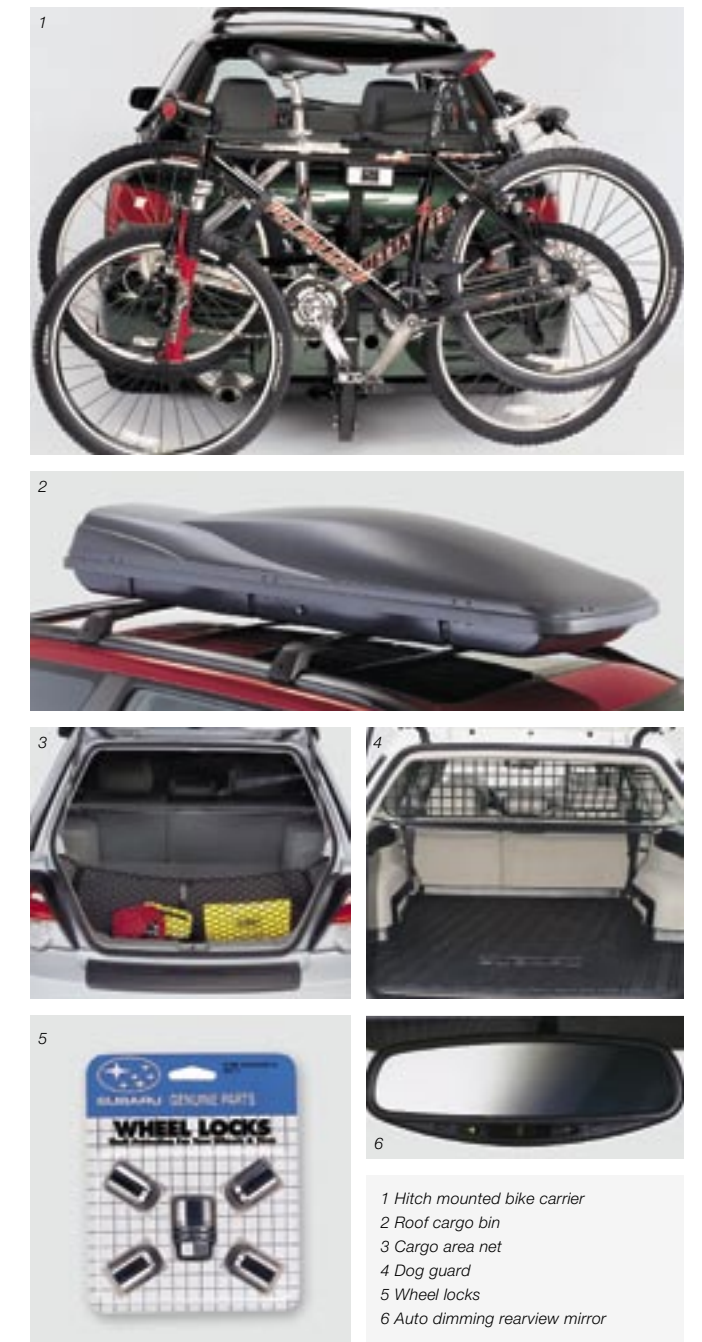 1
2
3
4
5
SUBARU GENUINE PARTS
WHEEL LOCKS
6
1 Hitch mounted bike carrier
2 Roof cargo bin
3 Cargo area net
4 Dog guard
5 Wheel locks
6 Auto dimming rearview mirror